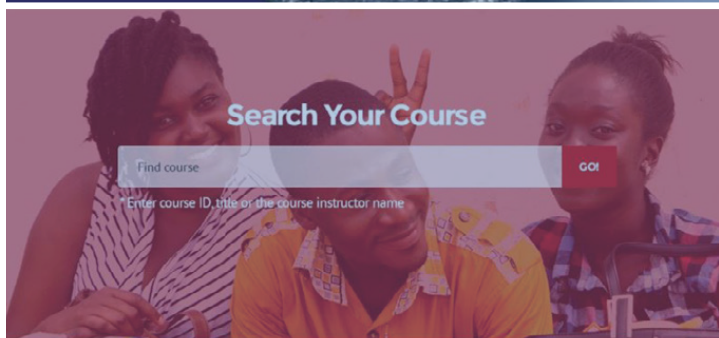 Search Your Course
Find course
GO!
* Enter course ID, title or the course instructor name